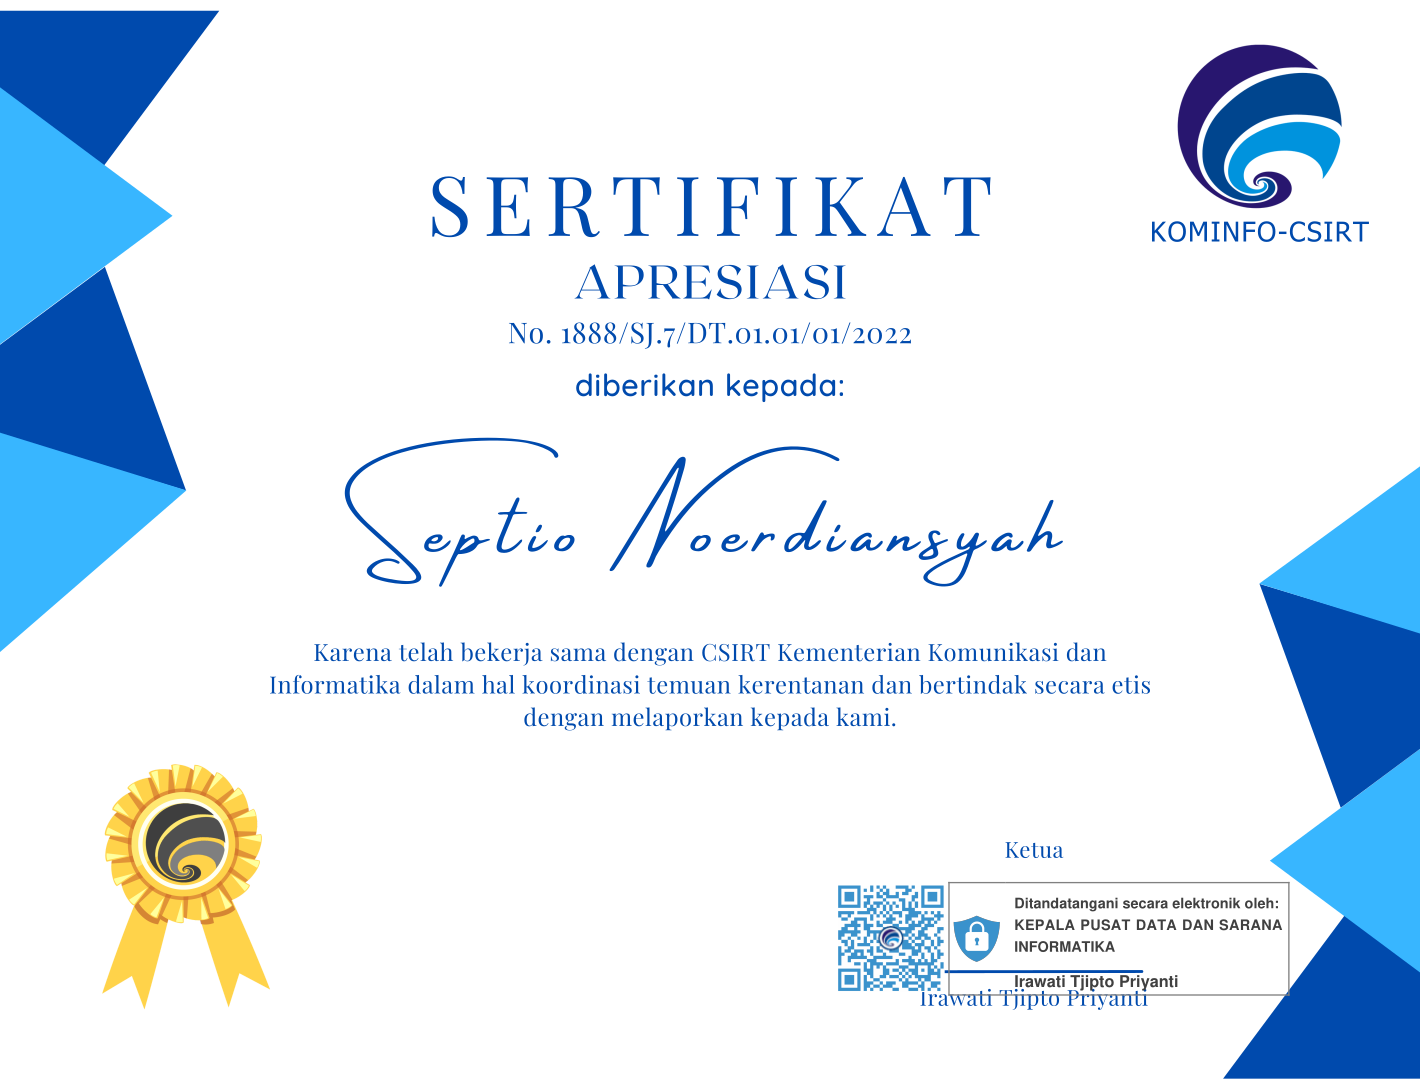 KOMINFO-CSIRT
SERTIFIKAT
APRESIASI
No. 1888/SJ.7/DT.01.01/01/2022
diberikan kepada:
Septio Noerdiansyah
Karena telah bekerja sama dengan CSIRT Kementerian Komunikasi dan
Informatika dalam hal koordinasi temuan kerentanan dan bertindak secara etis
dengan melaporkan kepada kami.
Ketua
Ditandatangani secara elektronik oleh:
KEPALA PUSAT DATA DAN SARANA
INFORMATIKA
Irawati Tjipto Priyanti
Irawati Tjipto Priyanti